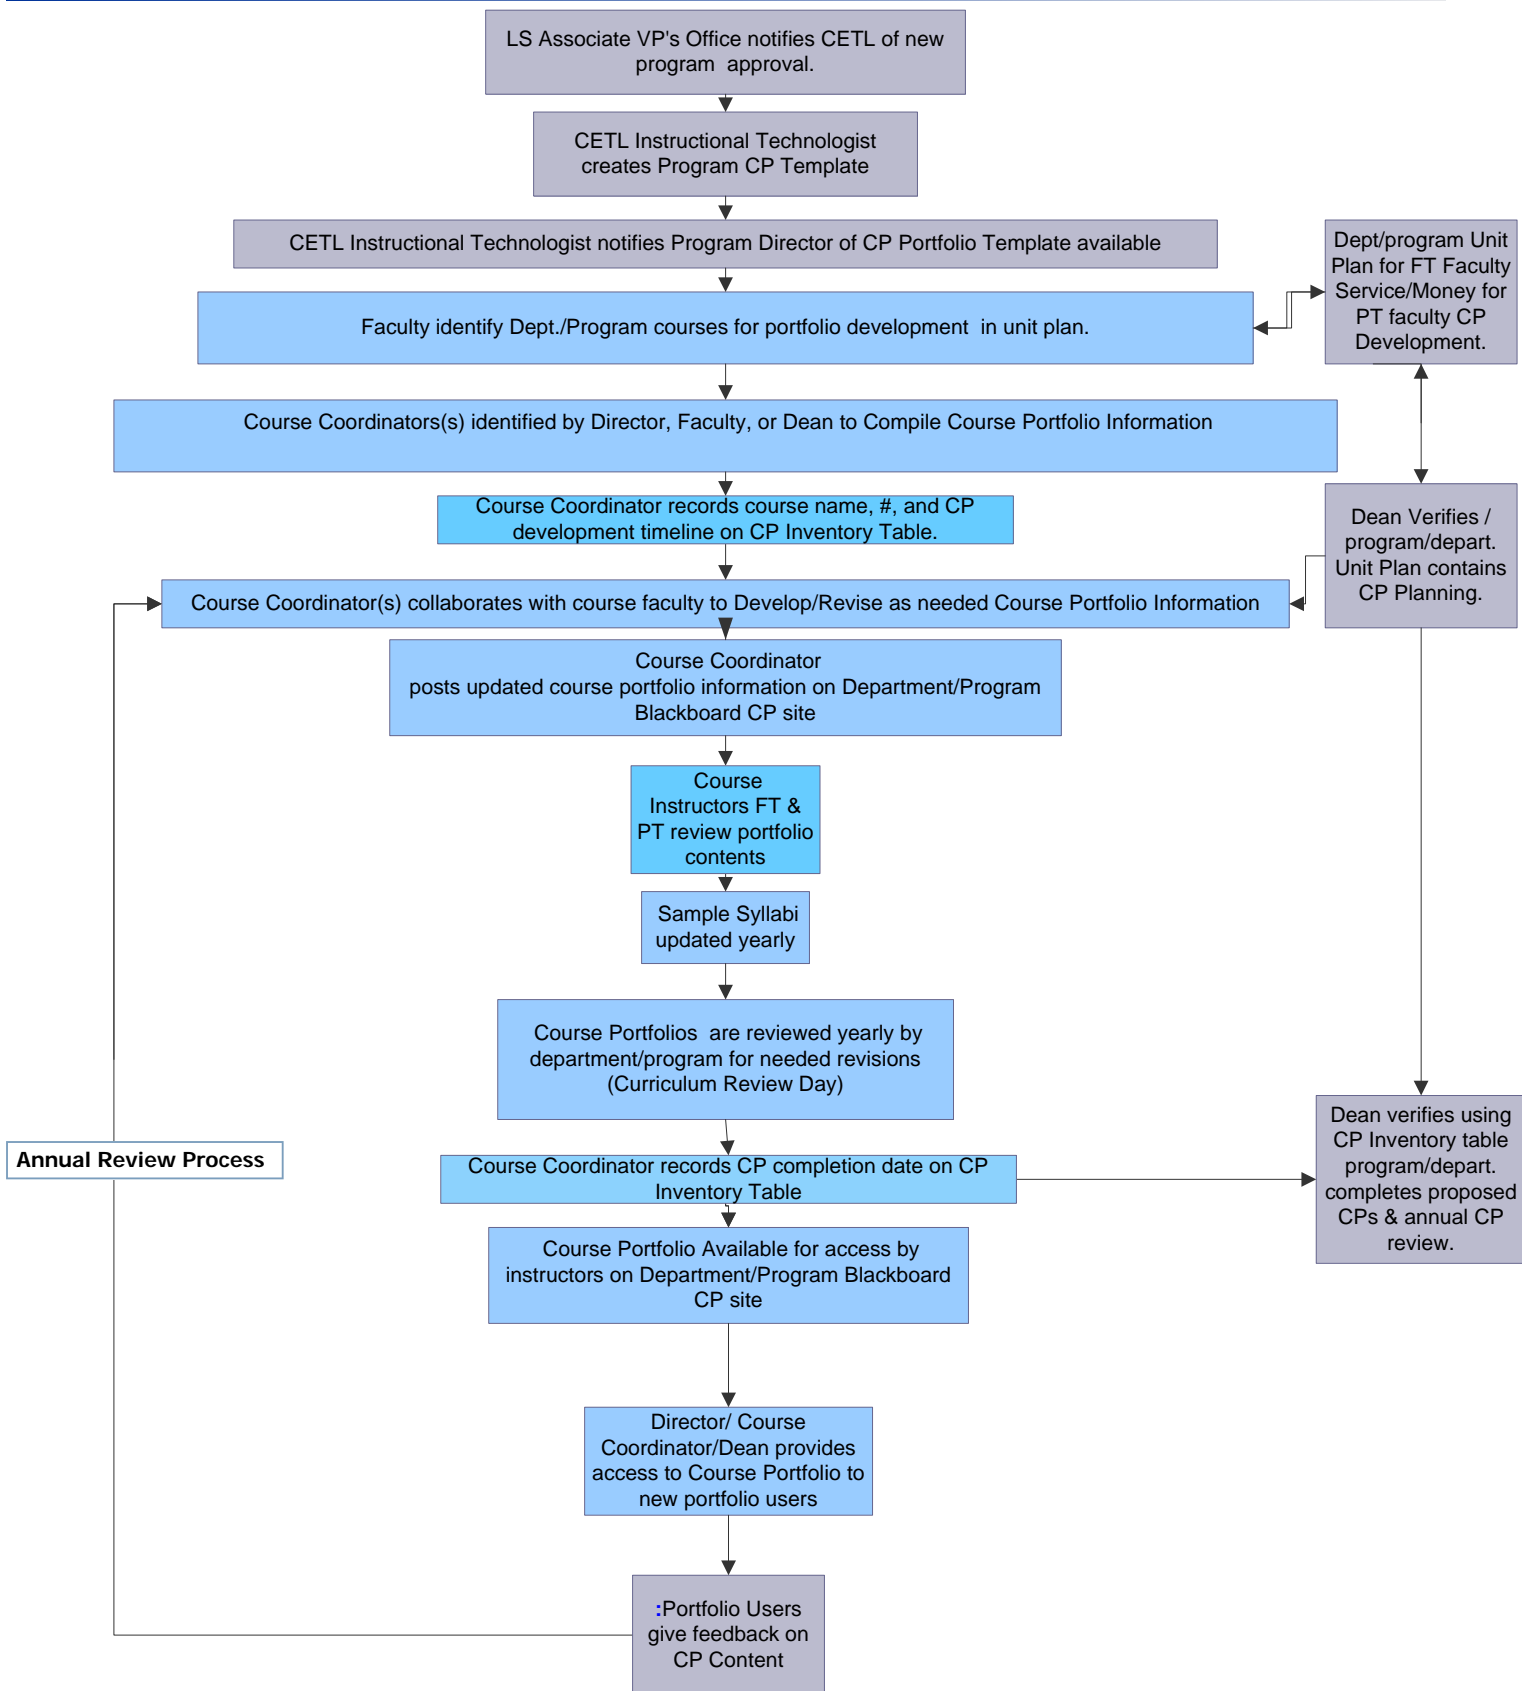 LS Associate VP's Office notifies CETL of new
program approval.
CETL Instructional Technologist
creates Program CP Template
CETL Instructional Technologist notifies Program Director of CP Portfolio Template available
Dept/program Unit
Plan for FT Faculty
Service/Money for
PT faculty CP
Development.
Faculty identify Dept./Program courses for portfolio development in unit plan.
Course Coordinators(s) identified by Director, Faculty, or Dean to Compile Course Portfolio Information
Course Coordinator records course name, #, and CP
development timeline on CP Inventory Table.
Dean Verifies /
program/depart.
Unit Plan contains
CP Planning.
Course Coordinator(s) collaborates with course faculty to Develop/Revise as needed Course Portfolio Information
Course Coordinator
posts updated course portfolio information on Department/Program
Blackboard CP site
Course
Instructors FT &
PT review portfolio
contents
Sample Syllabi
updated yearly
Course Portfolios are reviewed yearly by
department/program for needed revisions
(Curriculum Review Day)
Annual Review Process
Course Coordinator records CP completion date on CP
Inventory Table
Dean verifies using
CP Inventory table
program/depart.
completes proposed
CPs & annual CP
review.
Course Portfolio Available for access by
instructors on Department/Program Blackboard
CP site
Director/ Course
Coordinator/Dean provides
access to Course Portfolio to
new portfolio users
:Portfolio Users
give feedback on
CP Content